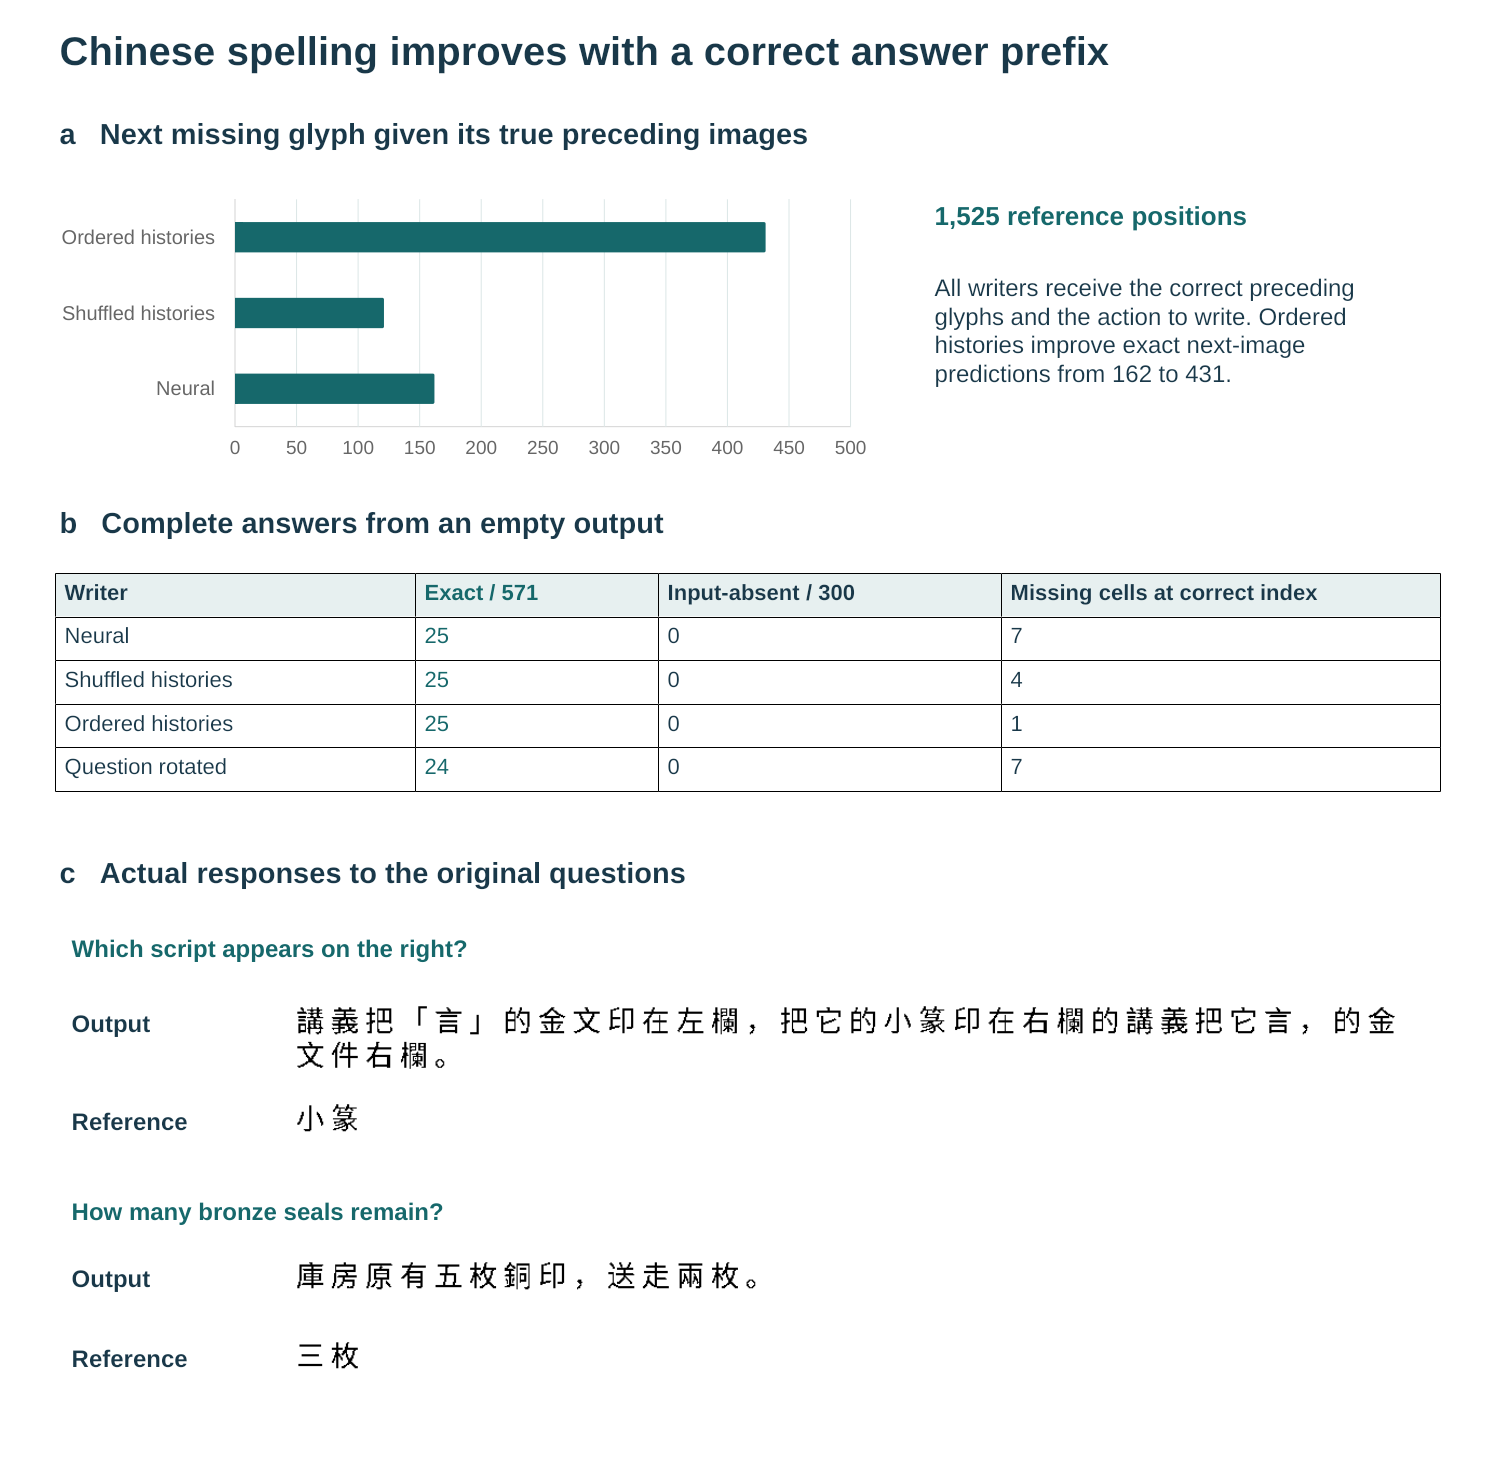 Chinese spelling improves with a correct answer prefix
a Next missing glyph given its true preceding images
Ordered histories
Shuffled histories
Neural
0 50 100 150 200 250 300 350 400 450 500
1,525 reference positions
All writers receive the correct preceding
glyphs and the action to write. Ordered
histories improve exact next-image
predictions from 162 to 431.
b Complete answers from an empty output
Writer Exact / 571 Input-absent / 300 Missing cells at correct index
Neural 25 0 7
Shuffled histories 25 0 4
Ordered histories 25 0 1
Question rotated 24 0 7
c Actual responses to the original questions
Which script appears on the right?
Output 講義把「言」的金文印在左欄，把它的小篆印在右欄的講義把它言，的金
文件右欄。
Reference 小篆
How many bronze seals remain?
Output 庫房原有五枚銅印，送走兩枚。
Reference 三枚